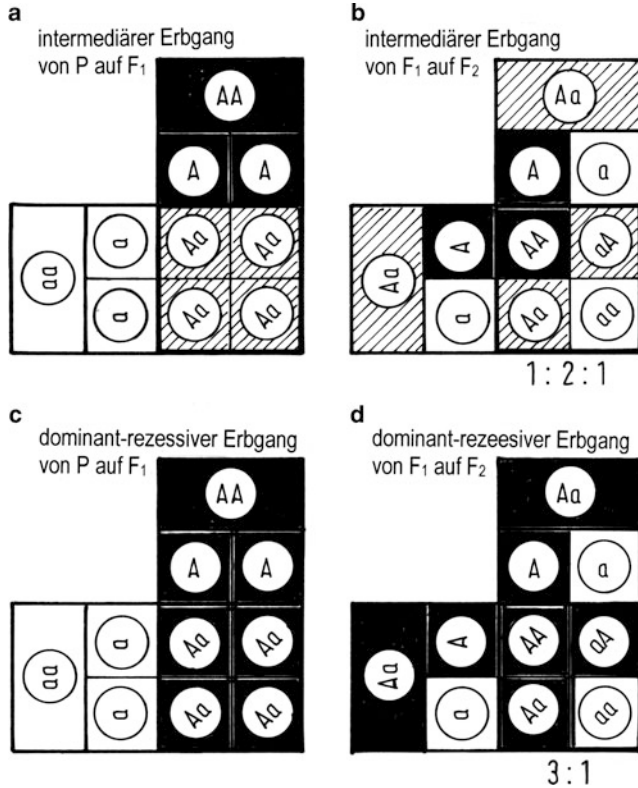 a
intermediärer Erbgang
von P auf F₁
AA
A A
aa a Aa Aa
a Aa Aa
b
intermediärer Erbgang
von F₁ auf F₂
Aa
A a
Aa A AA aA
a Aa aa
1 : 2 : 1
c
dominant-rezessiver Erbgang
von P auf F₁
AA
A A
aa a Aa Aa
a Aa Aa
d
dominant-rezeesiver Erbgang
von F₁ auf F₂
Aa
A a
Aa A AA aA
a Aa aa
3 : 1